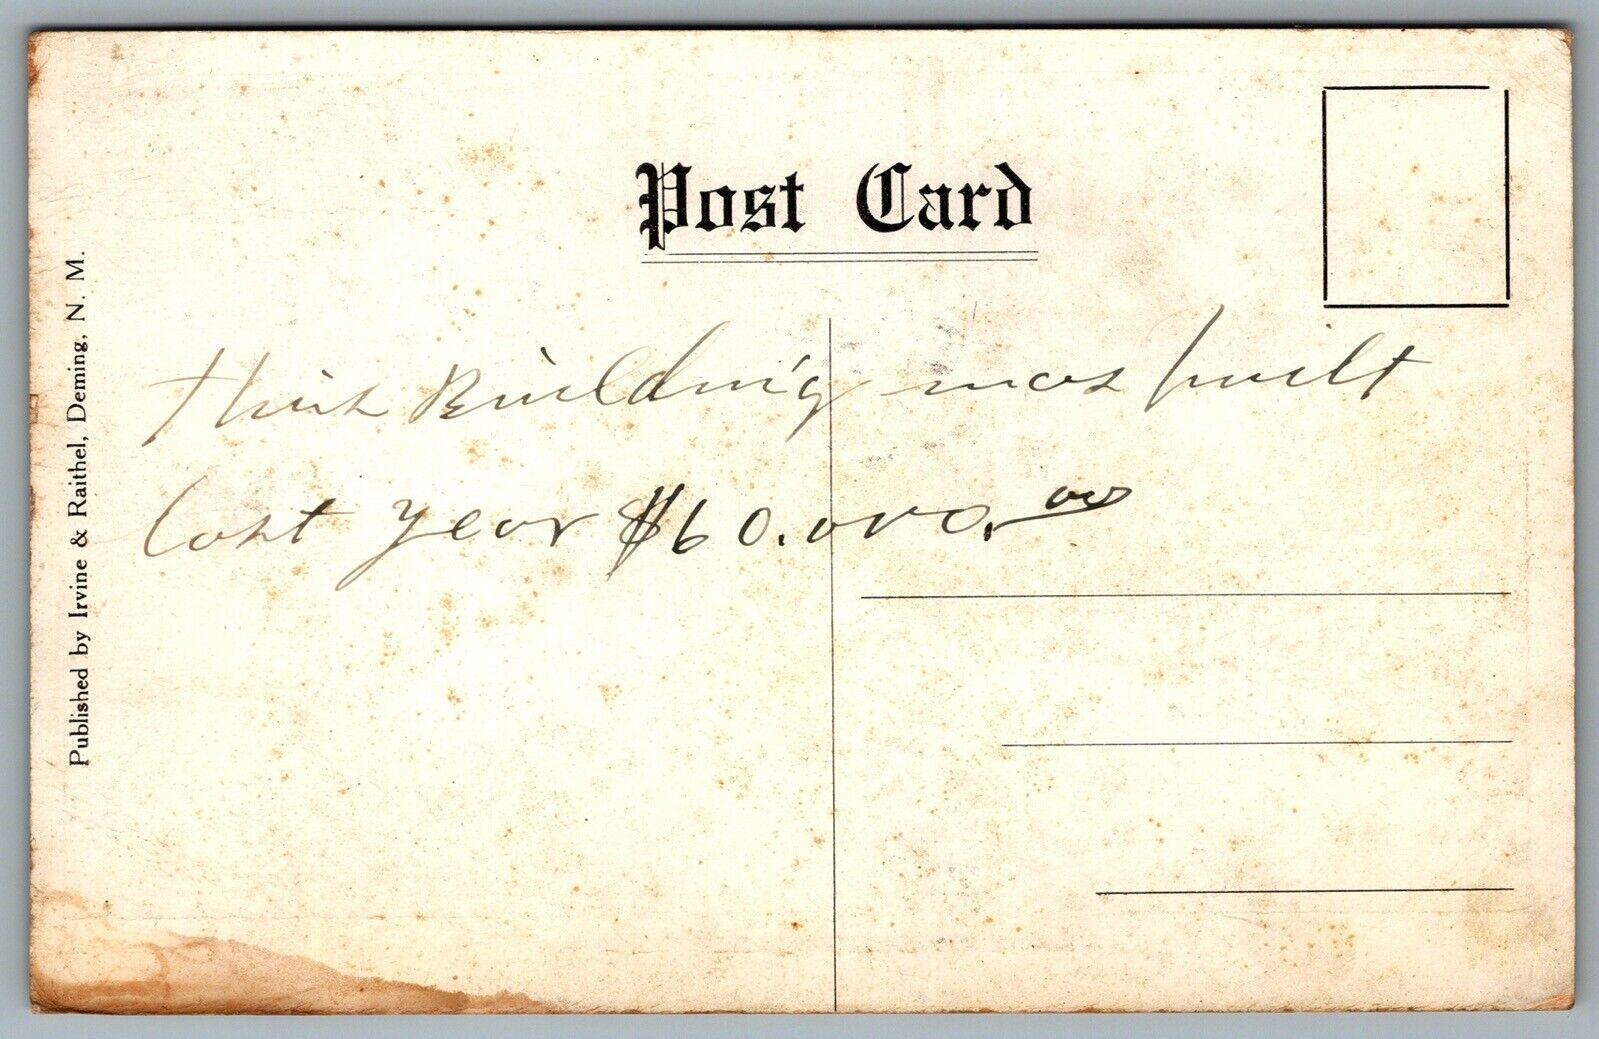 Post Card
this Building was built
last year $60.000.00
Published by Irvine & Raithel, Deming, N. M.